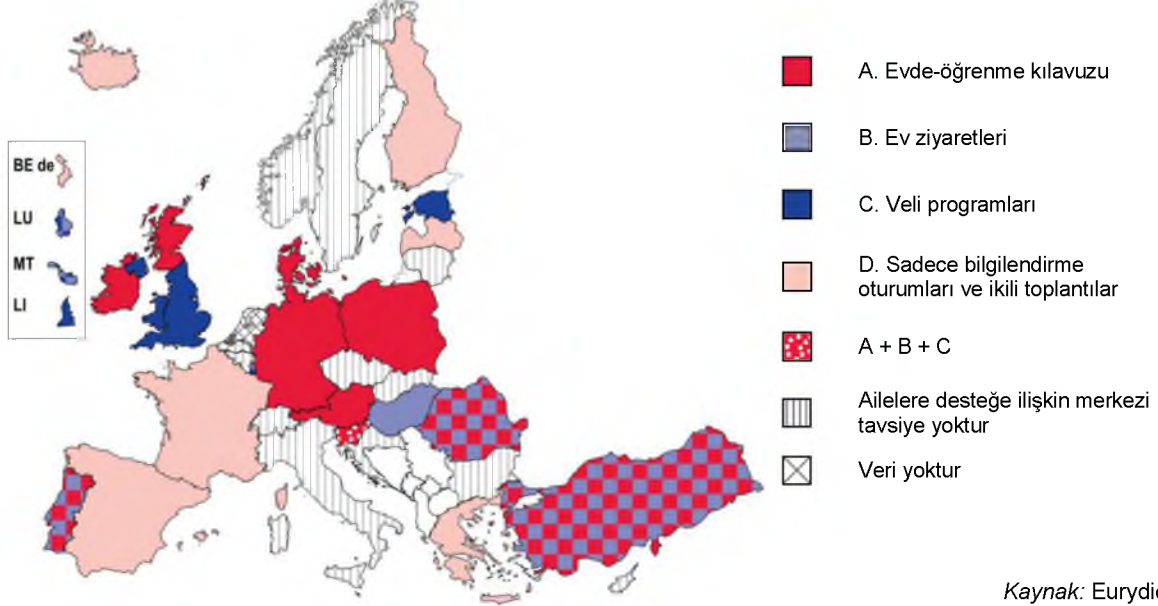 BE de
LU
MT
LI
A. Evde-öğrenme kılavuzu
B. Ev ziyaretleri
C. Veli programları
D. Sadece bilgilendirme
oturumları ve ikili toplantılar
A + B + C
Ailelere desteğe ilişkin merkezi
tavsiye yoktur
Veri yoktur
Kaynak: